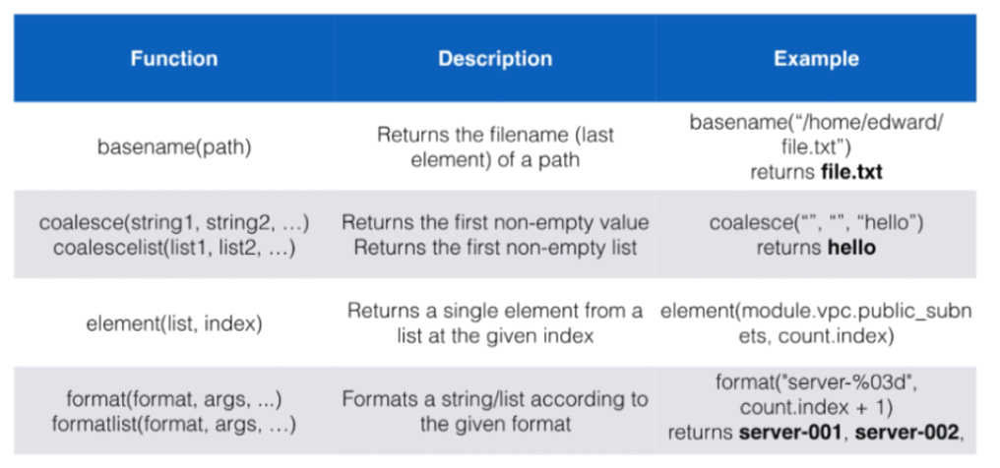 Function Description Example
basename(path)
Returns the filename (last
element) of a path
basename(“/home/edward/
file.txt”)
returns file.txt
coalesce(string1, string2, …)
coalescelist(list1, list2, …)
Returns the first non-empty value
Returns the first non-empty list
coalesce(“”, “”, “hello”)
returns hello
element(list, index)
Returns a single element from a
list at the given index
element(module.vpc.public_subn
ets, count.index)
format(format, args, ...)
formatlist(format, args, …)
Formats a string/list according to
the given format
format("server-%03d",
count.index + 1)
returns server-001, server-002,